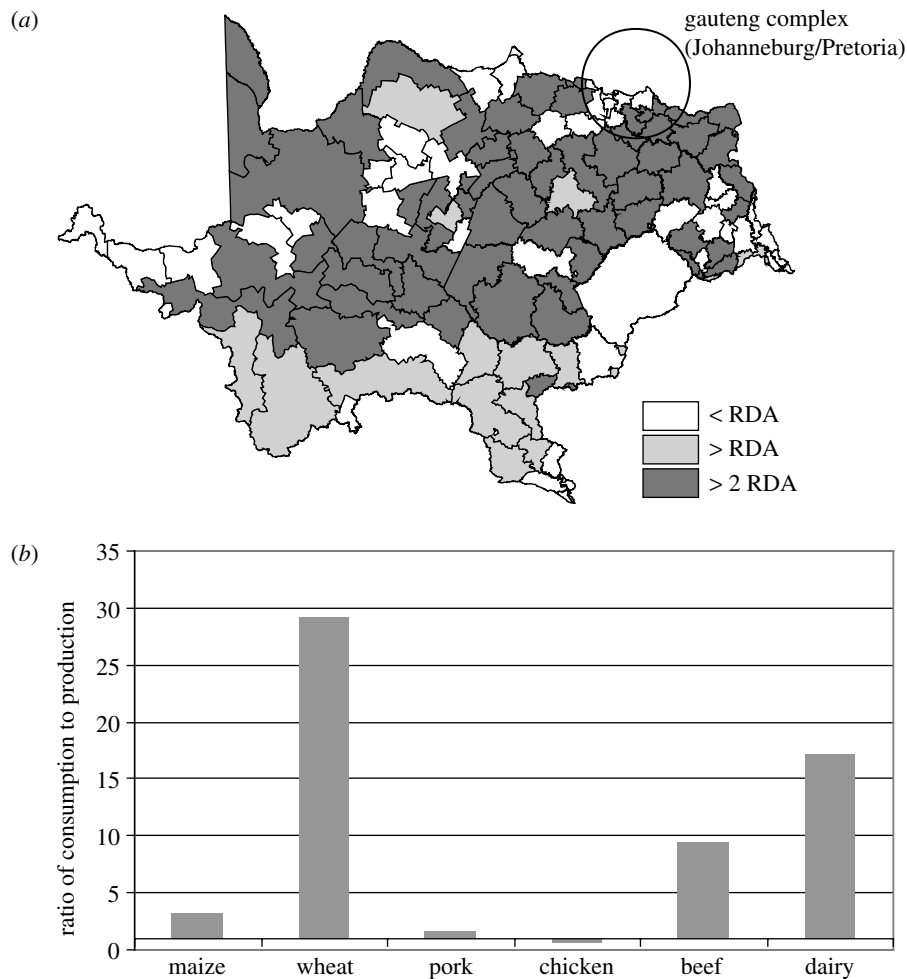 (a)
gauteng complex
(Johanneburg/Pretoria)
< RDA
> RDA
> 2 RDA
(b)
ratio of consumption to production
35
30
25
20
15
10
5
0
maize wheat pork chicken beef dairy